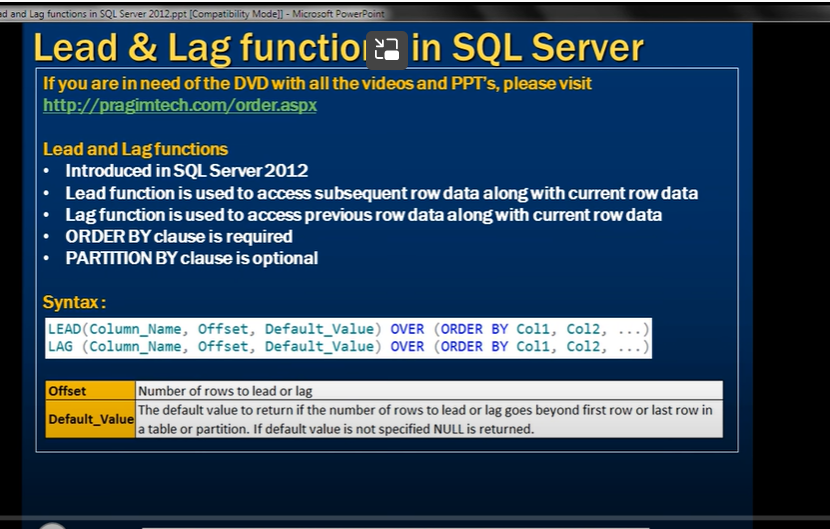 ad and Lag functions in SQL Server 2012.ppt [Compatibility Mode]] - Microsoft PowerPoint
Lead & Lag function in SQL Server
If you are in need of the DVD with all the videos and PPT's, please visit
http://pragimtech.com/order.aspx
Lead and Lag functions
• Introduced in SQL Server 2012
• Lead function is used to access subsequent row data along with current row data
• Lag function is used to access previous row data along with current row data
• ORDER BY clause is required
• PARTITION BY clause is optional
Syntax :
LEAD(Column_Name, Offset, Default_Value) OVER (ORDER BY Col1, Col2, ...)
LAG (Column_Name, Offset, Default_Value) OVER (ORDER BY Col1, Col2, ...)
Offset Number of rows to lead or lag
Default_Value The default value to return if the number of rows to lead or lag goes beyond first row or last row in
a table or partition. If default value is not specified NULL is returned.